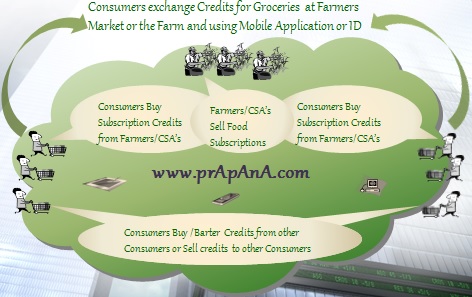 Consumers exchange Credits for Groceries at Farmers
Market or the Farm and using Mobile Application or ID
Consumers Buy
Subscription Credits
from Farmers/CSA's
Farmers/CSA's
Sell Food
Subscriptions
Consumers Buy
Subscription Credits
from Farmers/CSA's
www.prApAnA.com
Consumers Buy /Barter Credits from other
Consumers or Sell credits to other Consumers